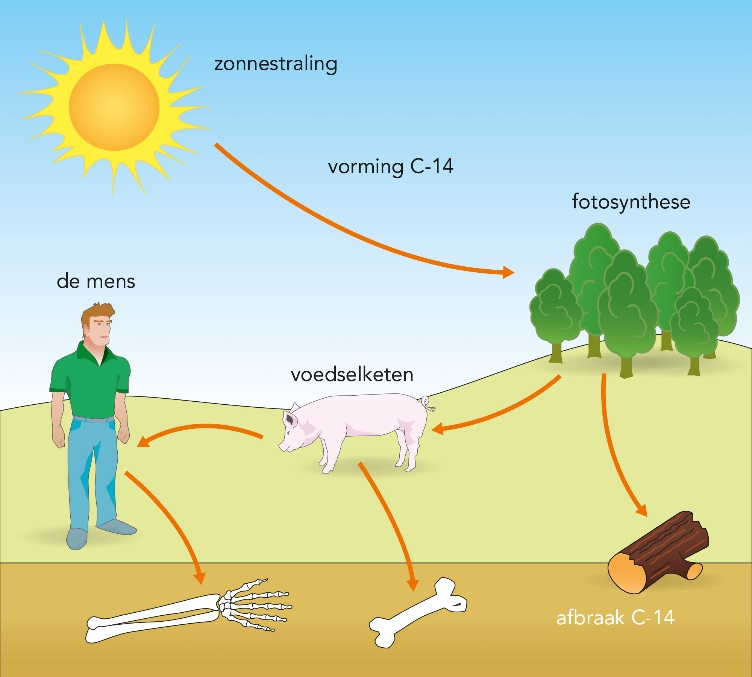 zonnestraling
vorming C-14
fotosynthese
de mens
voedselketen
afbraak C-14